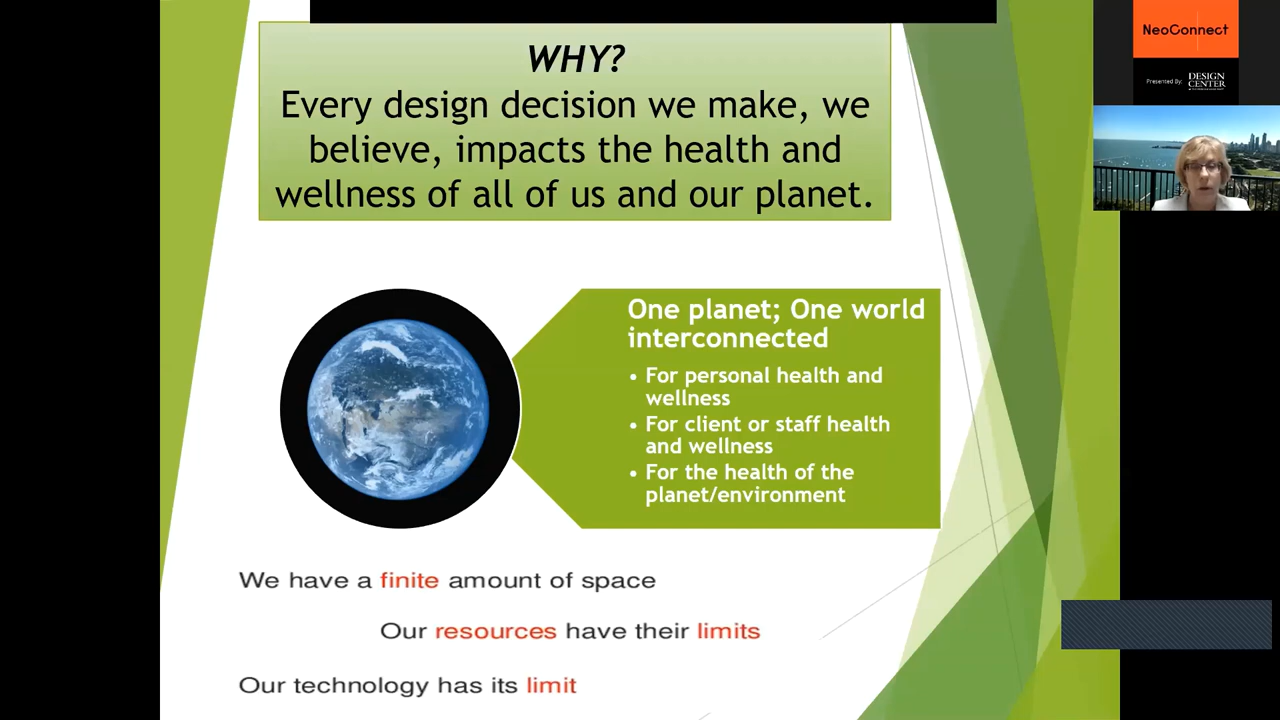 WHY?
Every design decision we make, we
believe, impacts the health and
wellness of all of us and our planet.
One planet; One world
interconnected
• For personal health and
wellness
• For client or staff health
and wellness
• For the health of the
planet/environment
We have a finite amount of space
Our resources have their limits
Our technology has its limit
NeoConnect
Presented By:
DESIGN
CENTER